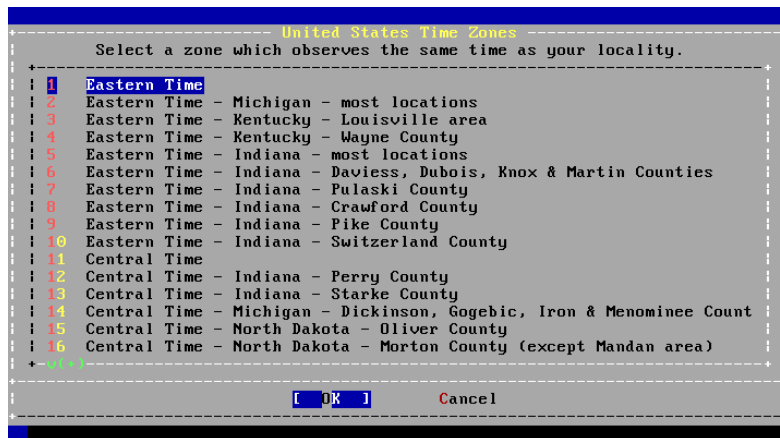 United States Time Zones
Select a zone which observes the same time as your locality.
1 Eastern Time
2 Eastern Time - Michigan - most locations
3 Eastern Time - Kentucky - Louisville area
4 Eastern Time - Kentucky - Wayne County
5 Eastern Time - Indiana - most locations
6 Eastern Time - Indiana - Daviess, Dubois, Knox & Martin Counties
7 Eastern Time - Indiana - Pulaski County
8 Eastern Time - Indiana - Crawford County
9 Eastern Time - Indiana - Pike County
10 Eastern Time - Indiana - Switzerland County
11 Central Time
12 Central Time - Indiana - Perry County
13 Central Time - Indiana - Starke County
14 Central Time - Michigan - Dickinson, Gogebic, Iron & Menominee Count
15 Central Time - North Dakota - Oliver County
16 Central Time - North Dakota - Morton County (except Mandan area)
v(+)
[ OK ] Cancel